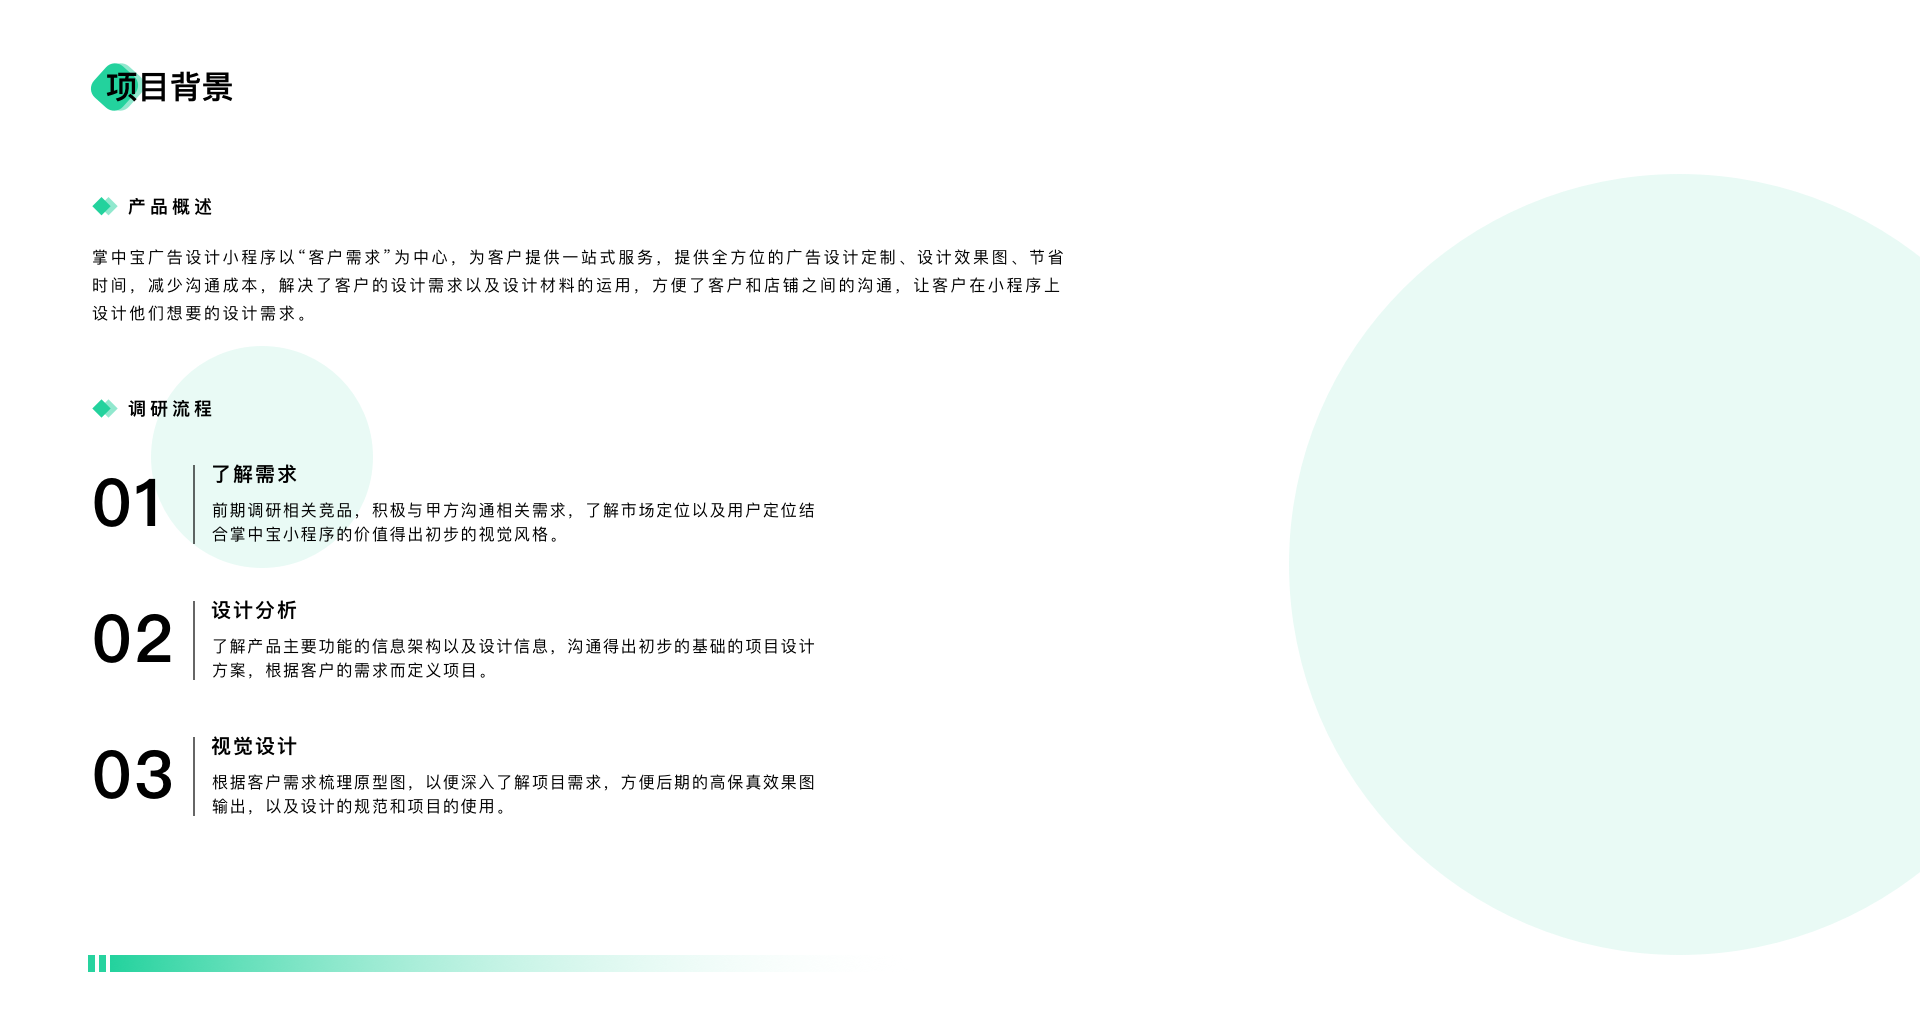 项目背景
产品概述
掌中宝广告设计小程序以“客户需求”为中心，为客户提供一站式服务，提供全方位的广告设计定制、设计效果图、节省
时间，减少沟通成本，解决了客户的设计需求以及设计材料的运用，方便了客户和店铺之间的沟通，让客户在小程序上
设计他们想要的设计需求。
调研流程
01
了解需求
前期调研相关竞品，积极与甲方沟通相关需求，了解市场定位以及用户定位结
合掌中宝小程序的价值得出初步的视觉风格。
02
设计分析
了解产品主要功能的信息架构以及设计信息，沟通得出初步的基础的项目设计
方案，根据客户的需求而定义项目。
03
视觉设计
根据客户需求梳理原型图，以便深入了解项目需求，方便后期的高保真效果图
输出，以及设计的规范和项目的使用。